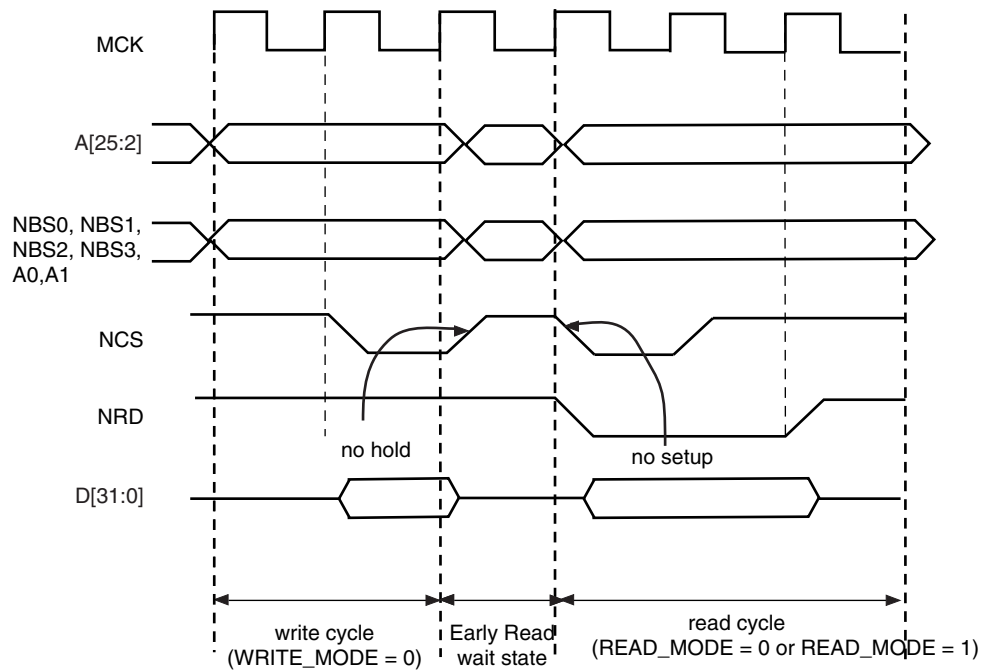 MCK
A[25:2]
NBS0, NBS1,
NBS2, NBS3,
A0,A1
NCS
NRD
no hold
no setup
D[31:0]
write cycle
(WRITE_MODE = 0)
Early Read
wait state
read cycle
(READ_MODE = 0 or READ_MODE = 1)